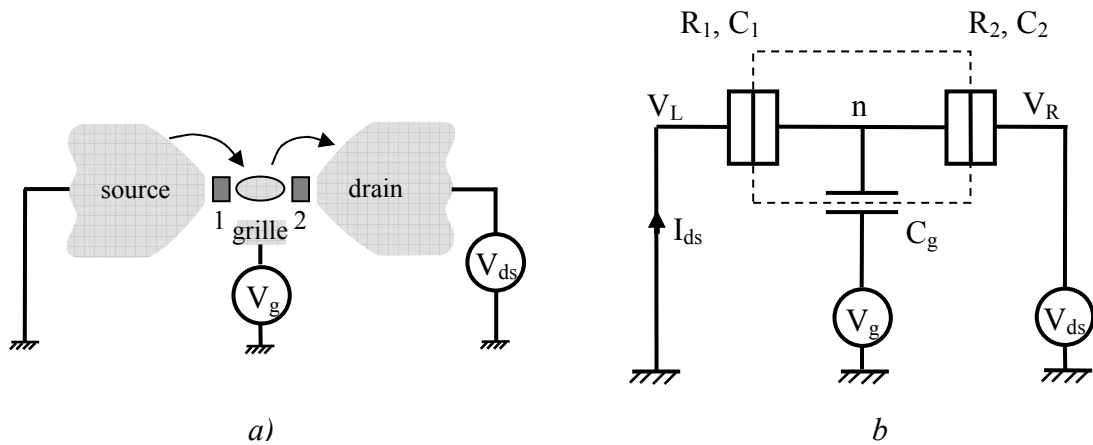 source
drain
1
2
grille
V_g
V_ds
a)
R_1, C_1
R_2, C_2
V_L
n
V_R
I_ds
C_g
V_g
V_ds
b